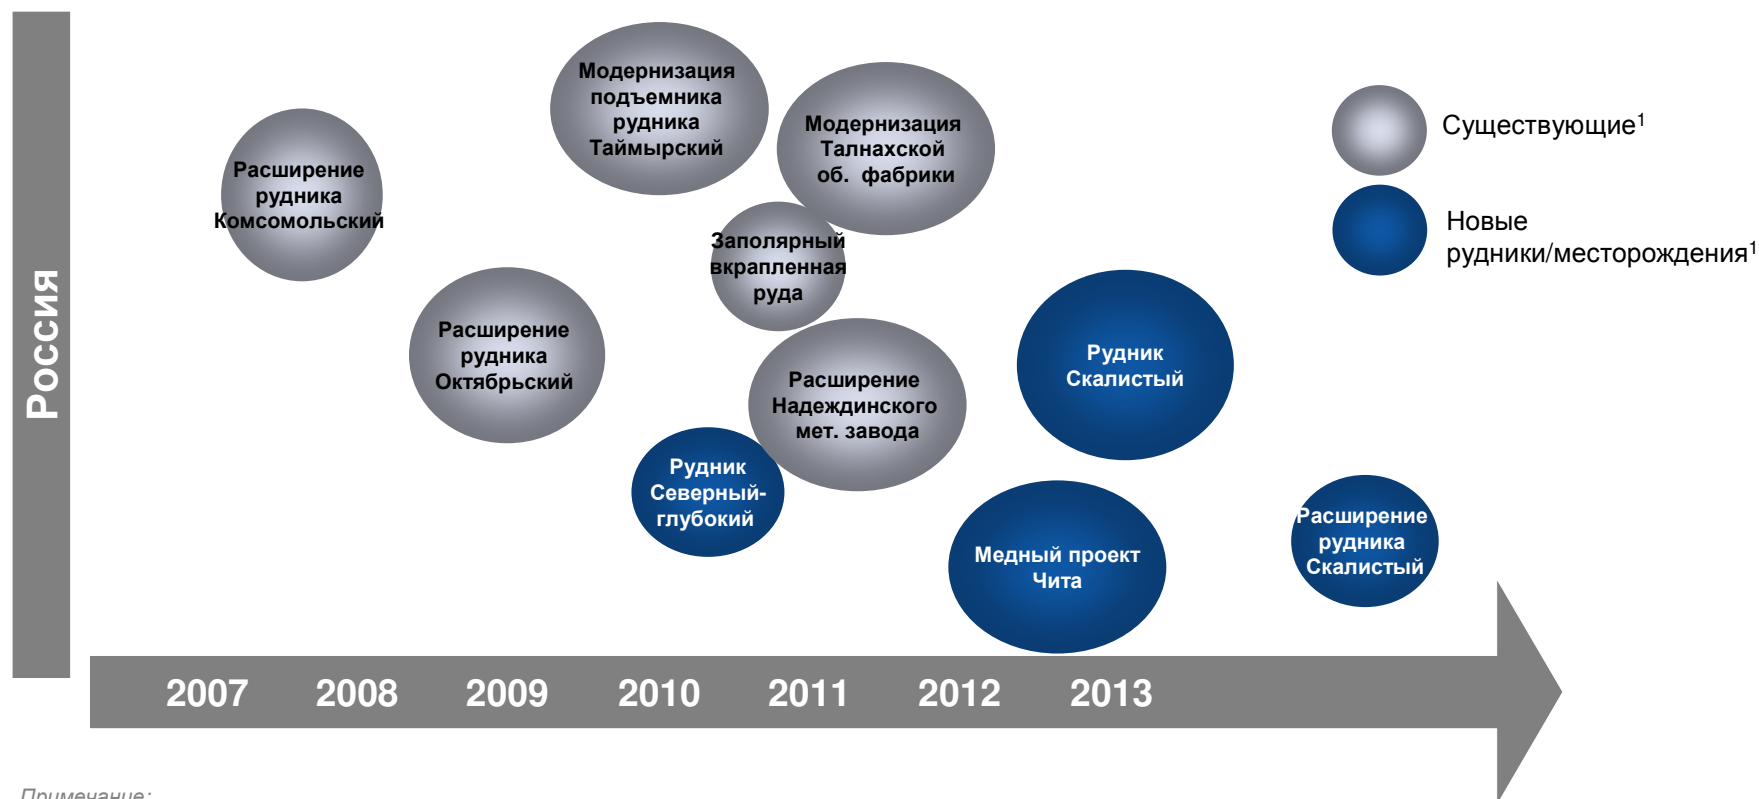 Россия
Модернизация
подъемника
рудника
Таймырский
Модернизация
Талнахской
об. фабрики
Существующие¹
Расширение
рудника
Комсомольский
Новые
рудники/месторождения¹
Заполярный
вкрапленная
руда
Расширение
рудника
Октябрьский
Рудник
Скалистый
Расширение
Надеждинского
мет. завода
Рудник
Северный-
глубокий
Медный проект
Чита
Расширение
рудника
Скалистый
2007 2008 2009 2010 2011 2012 2013
Примечание: